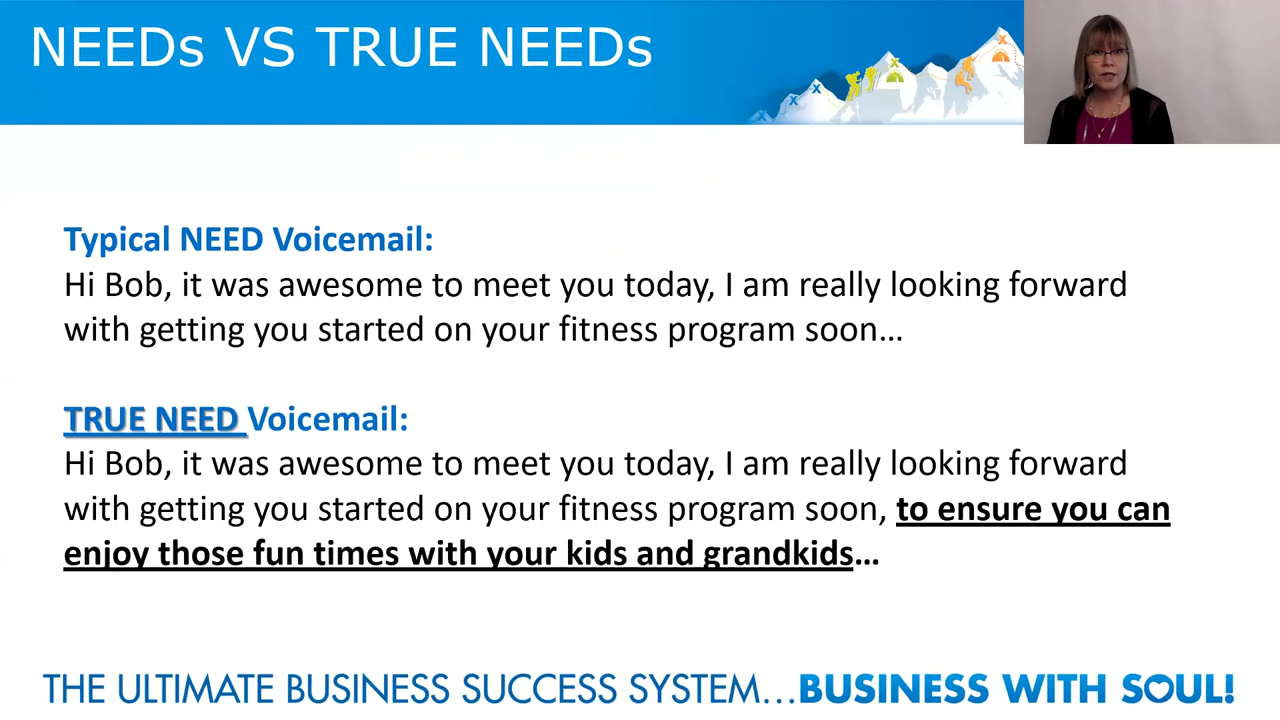 NEEDs VS TRUE NEEDs
Typical NEED Voicemail:
Hi Bob, it was awesome to meet you today, I am really looking forward
with getting you started on your fitness program soon…
TRUE NEED Voicemail:
Hi Bob, it was awesome to meet you today, I am really looking forward
with getting you started on your fitness program soon, to ensure you can
enjoy those fun times with your kids and grandkids…
THE ULTIMATE BUSINESS SUCCESS SYSTEM…BUSINESS WITH SOUL!